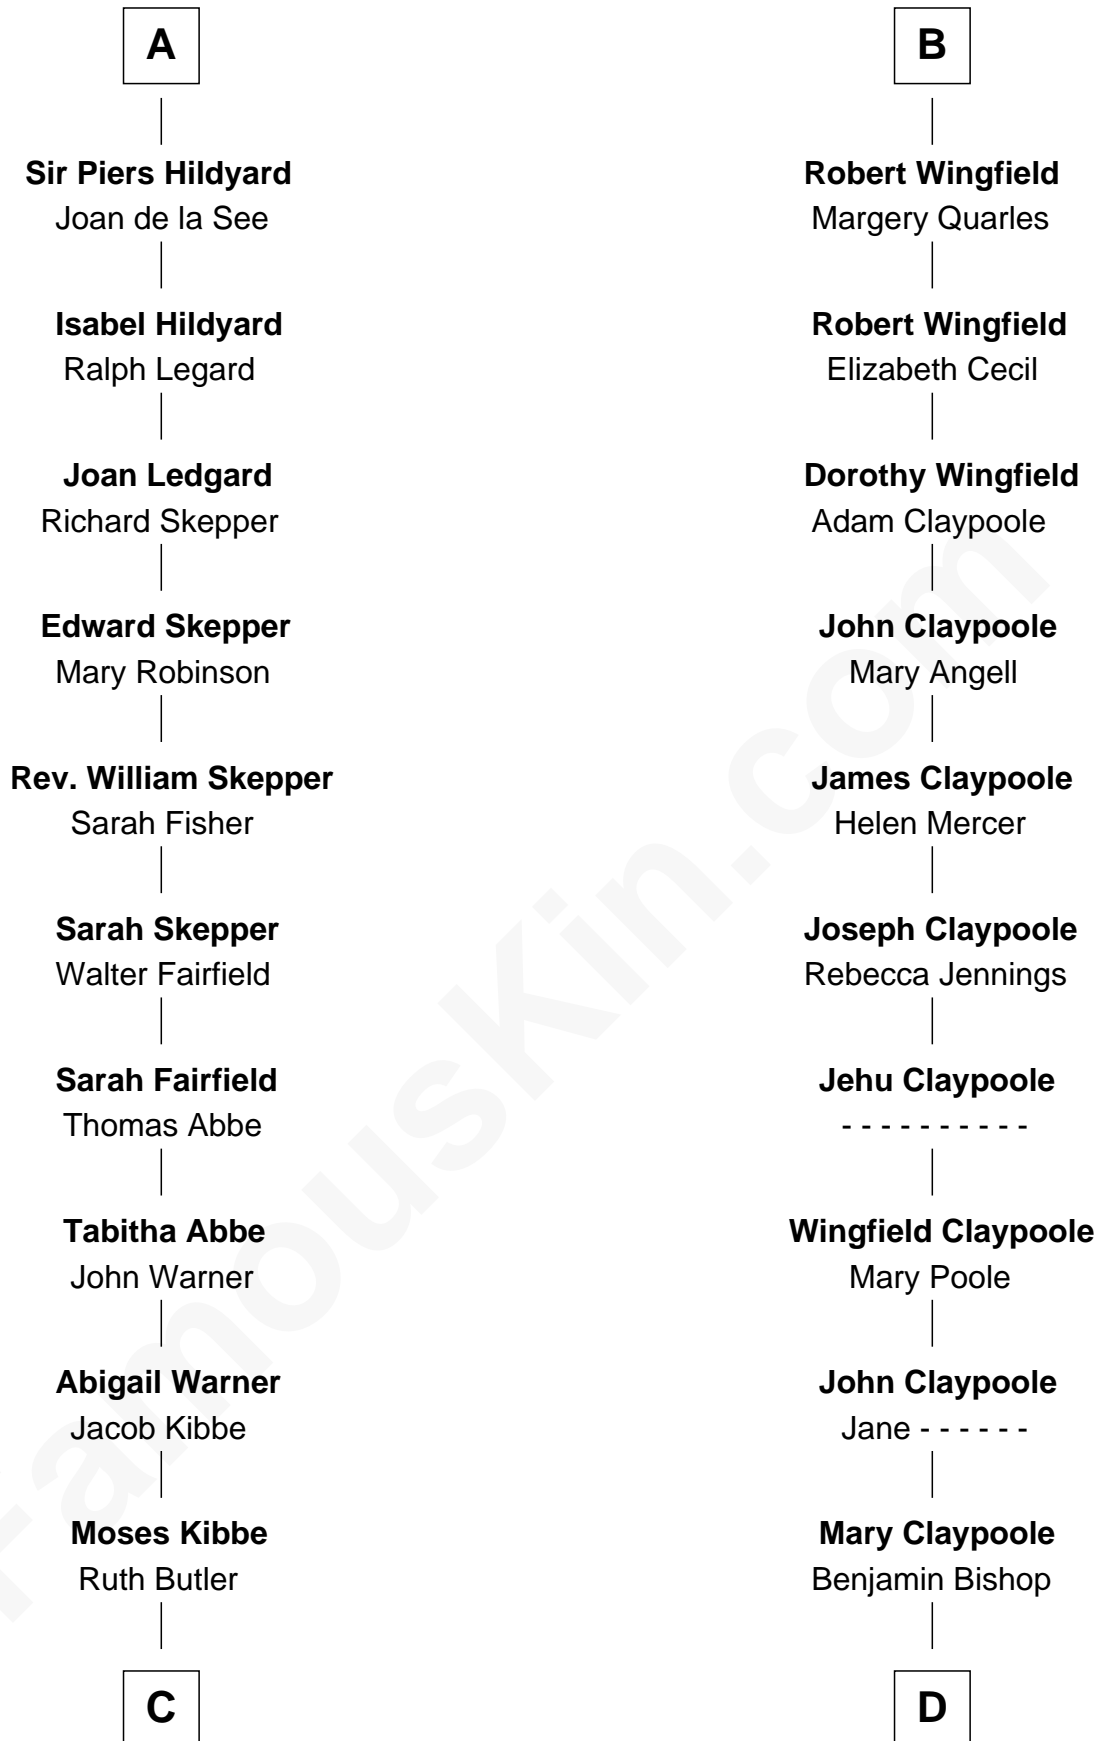 A
Sir Piers Hildyard
Joan de la See
Isabel Hildyard
Ralph Legard
Joan Ledgard
Richard Skepper
Edward Skepper
Mary Robinson
Rev. William Skepper
Sarah Fisher
Sarah Skepper
Walter Fairfield
Sarah Fairfield
Thomas Abbe
Tabitha Abbe
John Warner
Abigail Warner
Jacob Kibbe
Moses Kibbe
Ruth Butler
C
B
Robert Wingfield
Margery Quarles
Robert Wingfield
Elizabeth Cecil
Dorothy Wingfield
Adam Claypoole
John Claypoole
Mary Angell
James Claypoole
Helen Mercer
Joseph Claypoole
Rebecca Jennings
Jehu Claypoole
- - - - - - - - - -
Wingfield Claypoole
Mary Poole
John Claypoole
Jane - - - - - -
Mary Claypoole
Benjamin Bishop
D
FamousKin.com